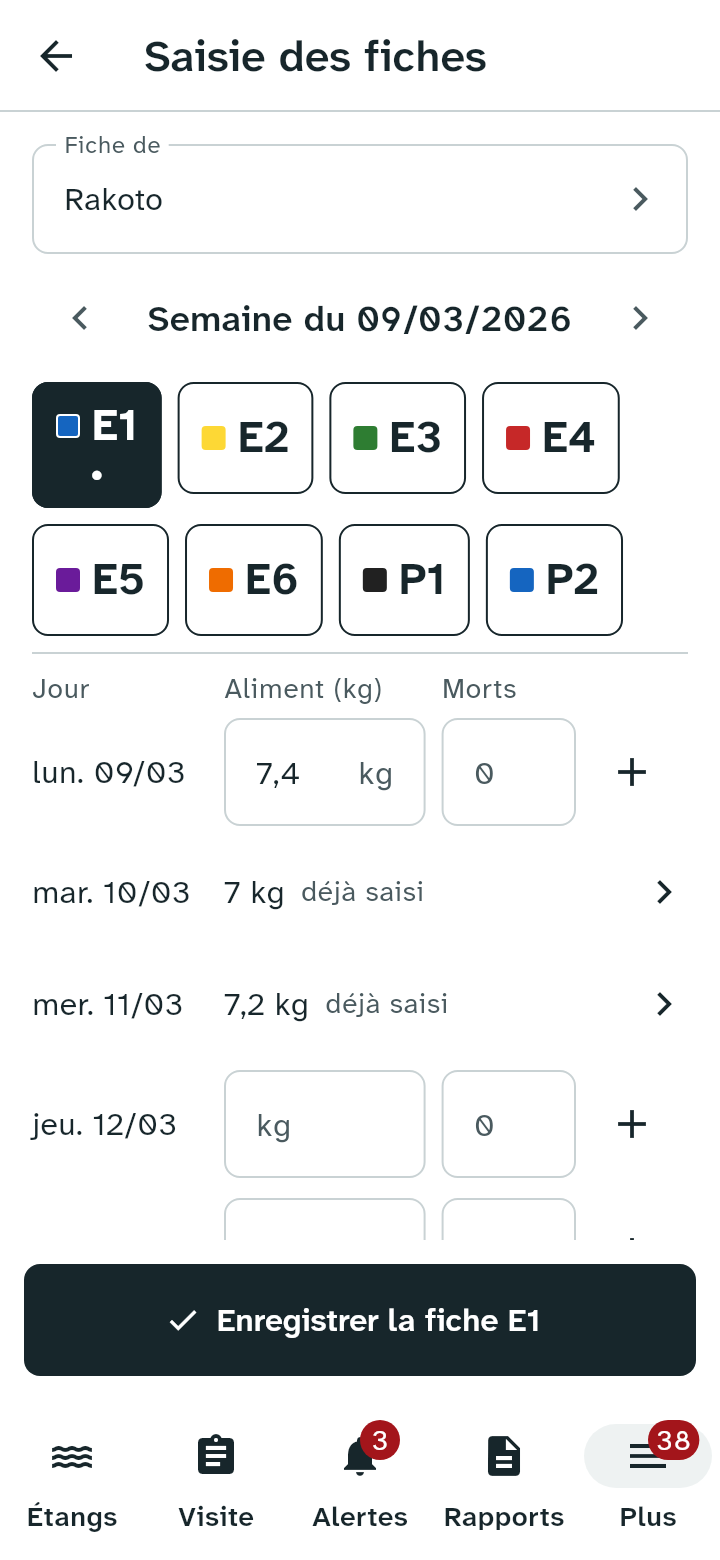 Saisie des fiches
Fiche de
Rakoto
Semaine du 09/03/2026
E1 E2 E3 E4
E5 E6 P1 P2
Jour Aliment (kg) Morts
lun. 09/03 7,4 kg 0
mar. 10/03 7 kg déjà saisi
mer. 11/03 7,2 kg déjà saisi
jeu. 12/03 kg 0
Enregistrer la fiche E1
3 38
Étangs Visite Alertes Rapports Plus